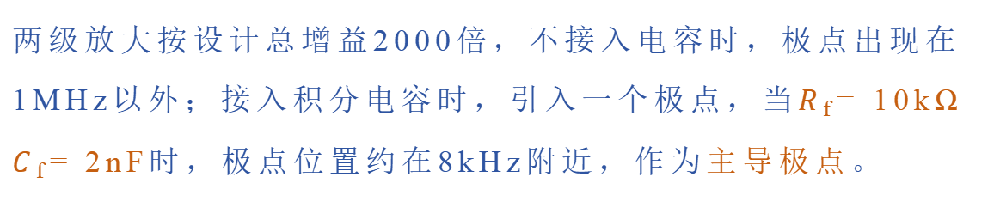 两级放大按设计总增益2000倍，不接入电容时，极点出现在
1MHz以外；接入积分电容时，引入一个极点，当Rf= 10kΩ
Cf= 2nF时，极点位置约在8kHz附近，作为主导极点。